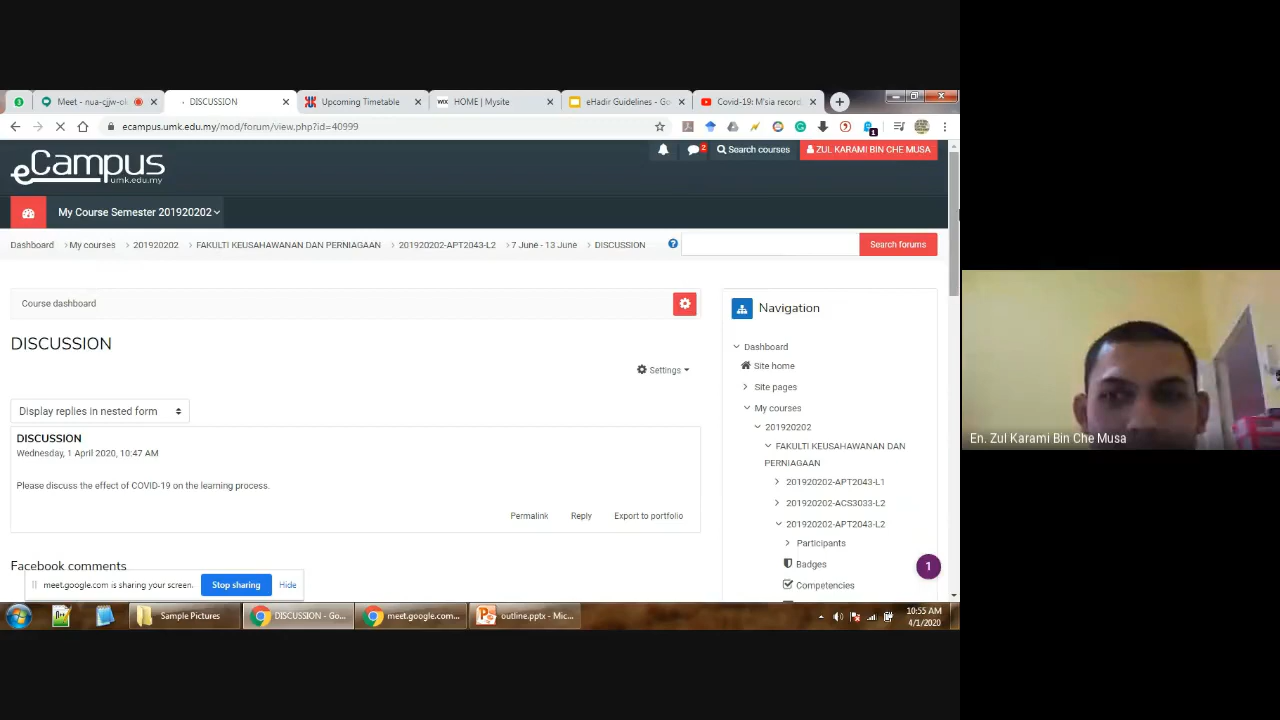 Meet - nua-cjjw-ol
DISCUSSION
Upcoming Timetable
HOME | Mysite
eHadir Guidelines - Go
Covid-19: M'sia record
ecampus.umk.edu.my/mod/forum/view.php?id=40999
1
eCampus
umk.edu.my
2
Search courses
ZUL KARAMI BIN CHE MUSA
My Course Semester 201920202
Dashboard
My courses
201920202
FAKULTI KEUSAHAWANAN DAN PERNIAGAAN
201920202-APT2043-L2
7 June - 13 June
DISCUSSION
Search forums
Course dashboard
DISCUSSION
Settings
Display replies in nested form
DISCUSSION
Wednesday, 1 April 2020, 10:47 AM
Please discuss the effect of COVID-19 on the learning process.
Permalink
Reply
Export to portfolio
Facebook comments
Navigation
Dashboard
Site home
Site pages
My courses
201920202
FAKULTI KEUSAHAWANAN DAN
PERNIAGAAN
201920202-APT2043-L1
201920202-ACS3033-L2
201920202-APT2043-L2
Participants
Badges
Competencies
1
meet.google.com is sharing your screen.
Stop sharing
Hide
Sample Pictures
DISCUSSION - Go...
meet.google.com...
outline.pptx - Mic...
10:55 AM
4/1/2020
En. Zul Karami Bin Che Musa